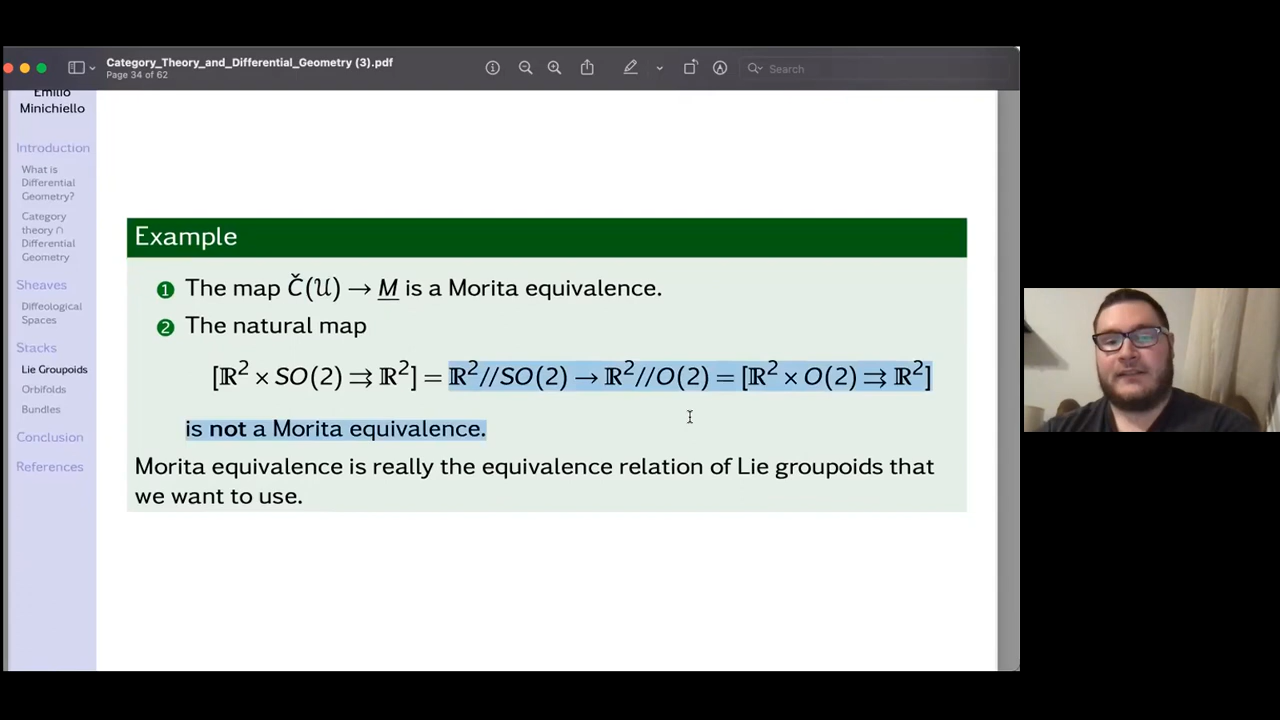 Category_Theory_and_Differential_Geometry (3).pdf
Page 34 of 62
Search
Emilio
Minichiello
Introduction
What is
Differential
Geometry?
Category
theory ∩
Differential
Geometry
Sheaves
Diffeological
Spaces
Stacks
Lie Groupoids
Orbifolds
Bundles
Conclusion
References
Example
1 The map Č(𝒰) → M is a Morita equivalence.
2 The natural map
[ℝ² × SO(2) ⇉ ℝ²] = ℝ²//SO(2) → ℝ²//O(2) = [ℝ² × O(2) ⇉ ℝ²]
is not a Morita equivalence.
Morita equivalence is really the equivalence relation of Lie groupoids that
we want to use.